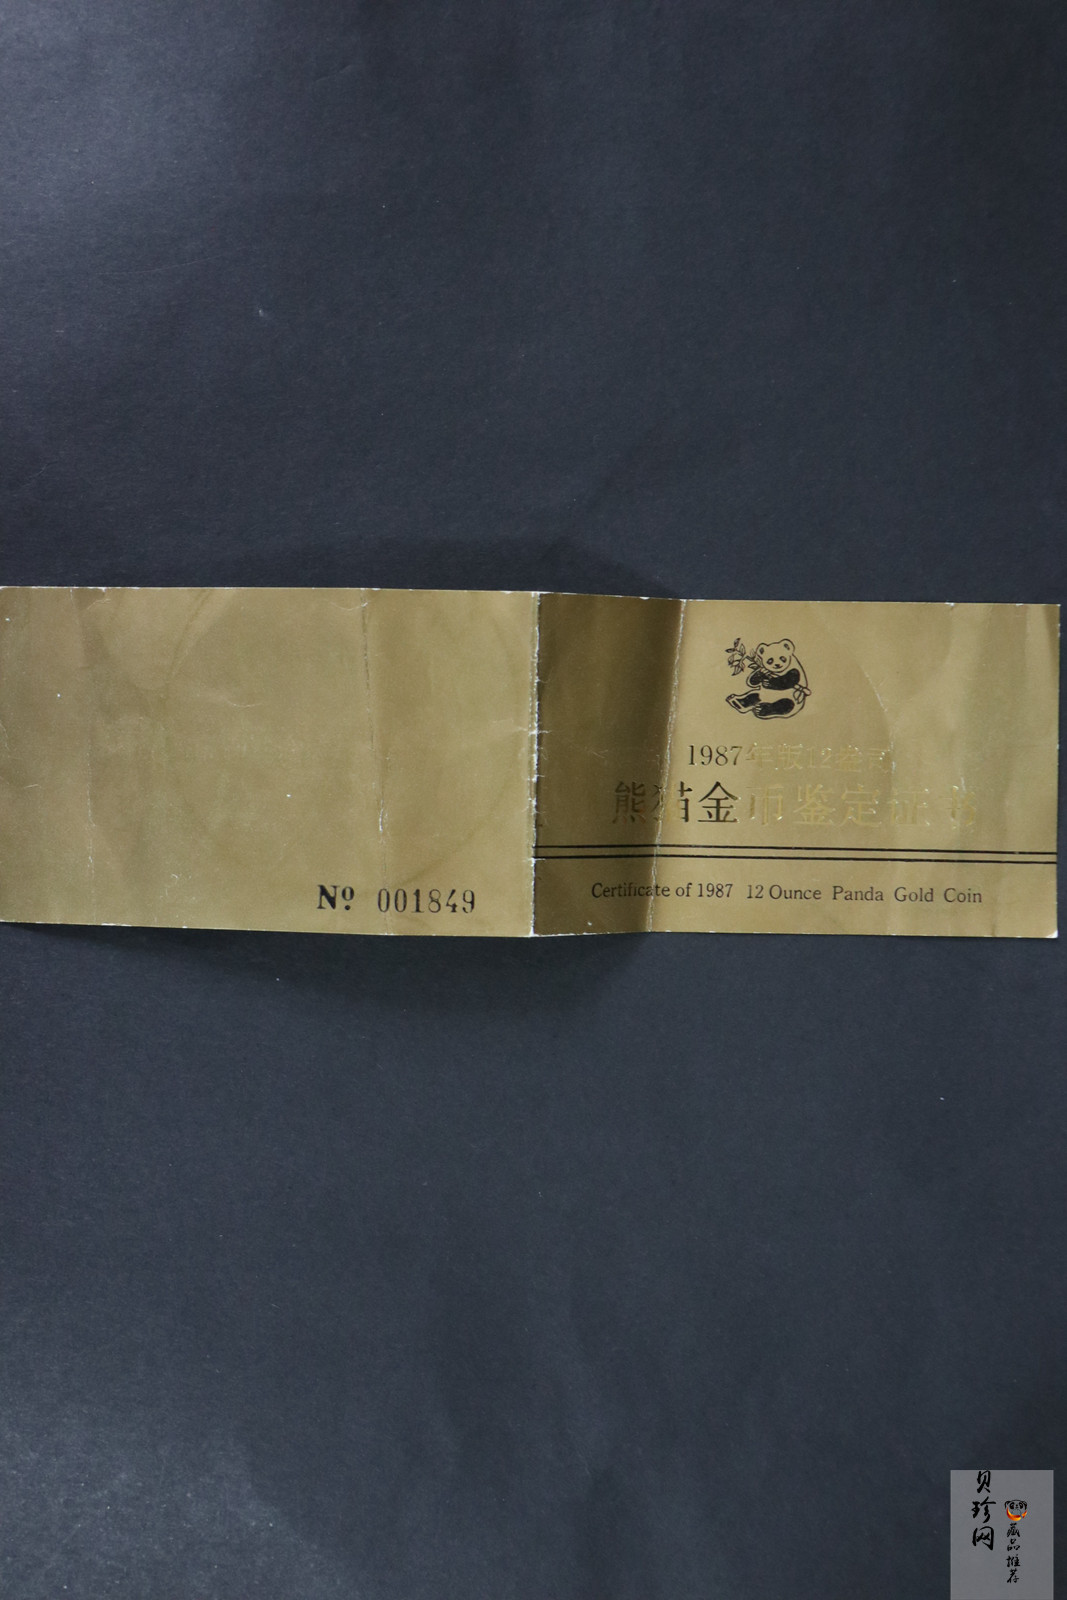 1987年版12盎司
熊猫金币鉴定证书
Certificate of 1987 12 Ounce Panda Gold Coin
№ 001849
贝珍网
藏品推荐